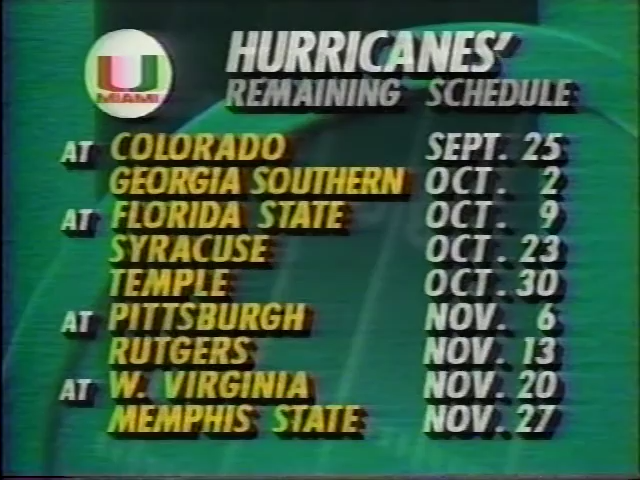 U
MIAMI
HURRICANES'
REMAINING SCHEDULE
AT COLORADO SEPT. 25
GEORGIA SOUTHERN OCT. 2
AT FLORIDA STATE OCT. 9
SYRACUSE OCT. 23
TEMPLE OCT. 30
AT PITTSBURGH NOV. 6
RUTGERS NOV. 13
AT W. VIRGINIA NOV. 20
MEMPHIS STATE NOV. 27